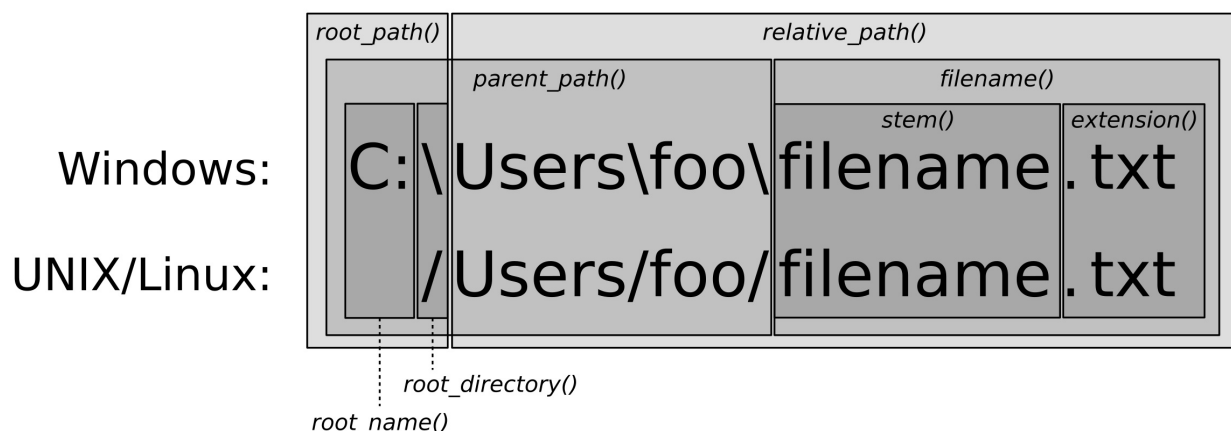 root_path() relative_path()
parent_path() filename()
stem() extension()
Windows: C:\Users\foo\filename.txt
UNIX/Linux: /Users/foo/filename.txt
root_directory()
root_name()